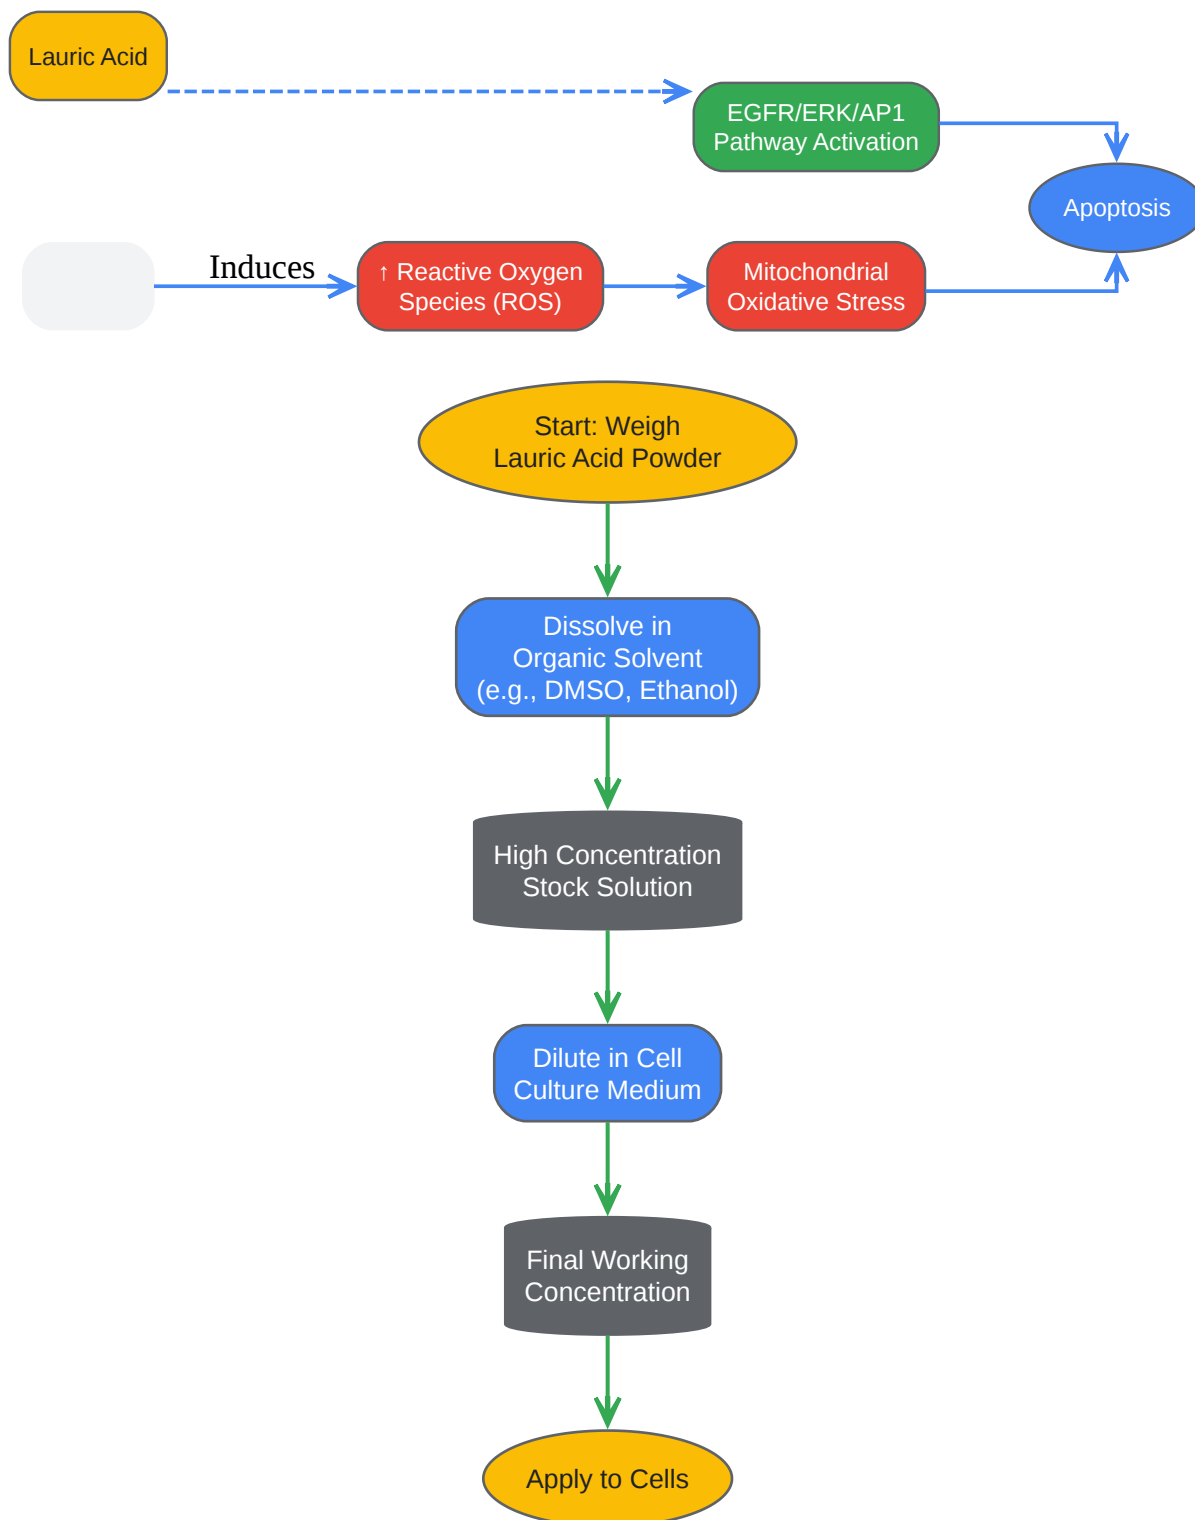 Lauric Acid
EGFR/ERK/AP1
Pathway Activation
Apoptosis
Induces
↑ Reactive Oxygen
Species (ROS)
Mitochondrial
Oxidative Stress
Start: Weigh
Lauric Acid Powder
Dissolve in
Organic Solvent
(e.g., DMSO, Ethanol)
High Concentration
Stock Solution
Dilute in Cell
Culture Medium
Final Working
Concentration
Apply to Cells